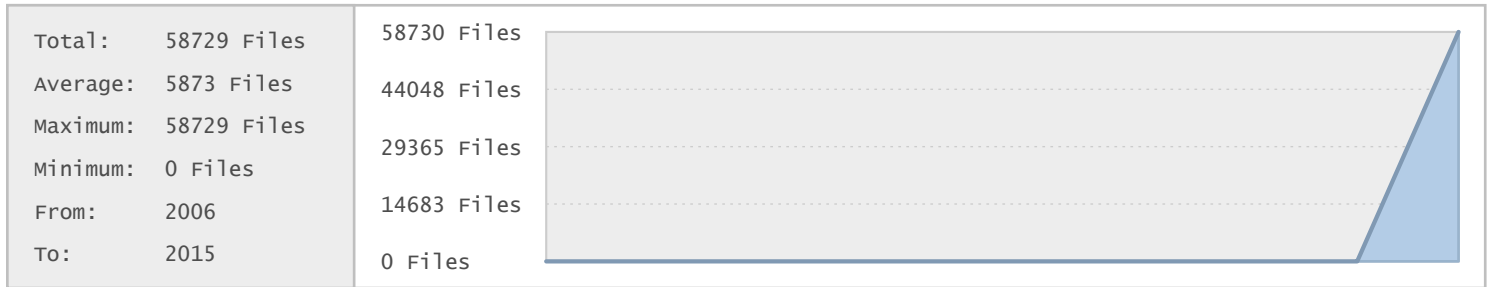 Total: 58729 Files
Average: 5873 Files
Maximum: 58729 Files
Minimum: 0 Files
From: 2006
To: 2015
58730 Files
44048 Files
29365 Files
14683 Files
0 Files